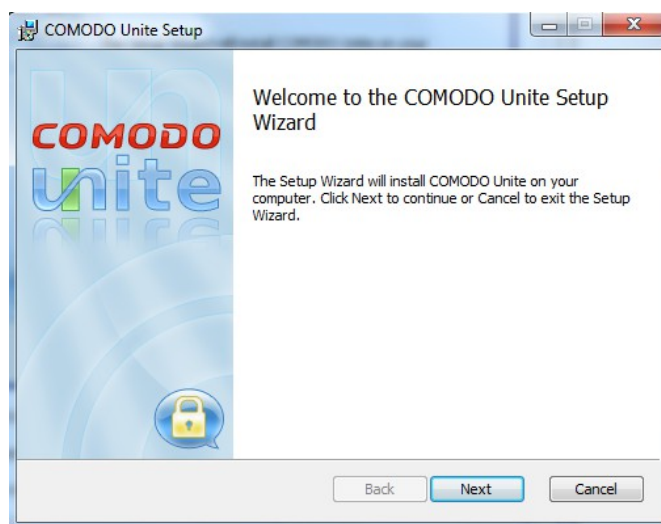 COMODO Unite Setup
COMODO
unite
Welcome to the COMODO Unite Setup
Wizard
The Setup Wizard will install COMODO Unite on your
computer. Click Next to continue or Cancel to exit the Setup
Wizard.
Back
Next
Cancel